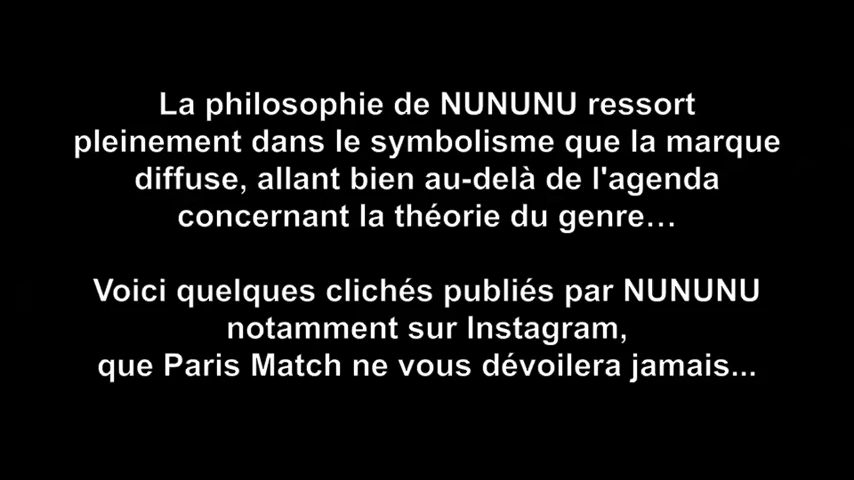 La philosophie de NUNUNU ressort
pleinement dans le symbolisme que la marque
diffuse, allant bien au-delà de l'agenda
concernant la théorie du genre…
Voici quelques clichés publiés par NUNUNU
notamment sur Instagram,
que Paris Match ne vous dévoilera jamais...